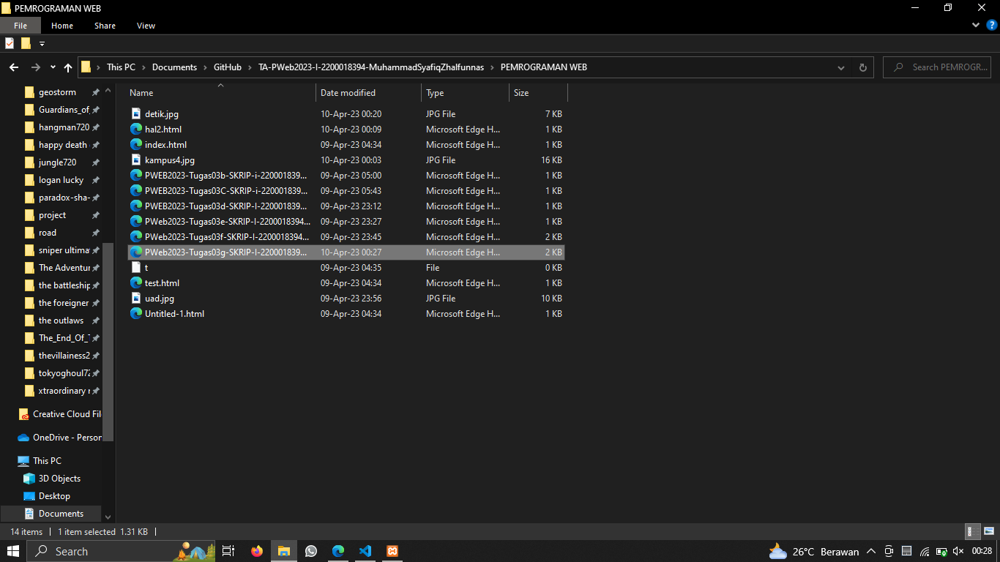 PEMROGRAMAN WEB
File Home Share View
This PC Documents GitHub TA-PWeb2023-I-2200018394-MuhammadSyafiqZhalfunnas PEMROGRAMAN WEB Search PEMROGR...
Name Date modified Type Size
geostorm
Guardians_of_
hangman720
happy death
jungle720
logan lucky
paradox-sha-
project
road
sniper ultima
The Adventur
the battleship
the foreigner
the outlaws
The_End_Of_T
thevillainess2
tokyoghoul72
xtraordinary r
Creative Cloud Fil
OneDrive - Person
This PC
3D Objects
Desktop
Documents
detik.jpg 10-Apr-23 00:20 JPG File 7 KB
hal2.html 10-Apr-23 00:09 Microsoft Edge H... 1 KB
index.html 09-Apr-23 04:34 Microsoft Edge H... 1 KB
kampus4.jpg 10-Apr-23 00:03 JPG File 16 KB
PWEB2023-Tugas03b-SKRIP-i-220001839... 09-Apr-23 05:00 Microsoft Edge H... 1 KB
PWEB2023-Tugas03C-SKRIP-i-220001839... 09-Apr-23 05:43 Microsoft Edge H... 1 KB
PWEB2023-Tugas03d-SKRIP-I-220001839... 09-Apr-23 23:12 Microsoft Edge H... 1 KB
PWeb2023-Tugas03e-SKRIP-I-2200018394... 09-Apr-23 23:27 Microsoft Edge H... 1 KB
PWeb2023-Tugas03f-SKRIP-I-2200018394... 09-Apr-23 23:45 Microsoft Edge H... 2 KB
PWeb2023-Tugas03g-SKRIP-I-220001839... 10-Apr-23 00:27 Microsoft Edge H... 2 KB
t 09-Apr-23 04:35 File 0 KB
test.html 09-Apr-23 04:34 Microsoft Edge H... 1 KB
uad.jpg 09-Apr-23 23:56 JPG File 10 KB
Untitled-1.html 09-Apr-23 04:34 Microsoft Edge H... 1 KB
14 items 1 item selected 1.31 KB
Search 26°C Berawan 00:28